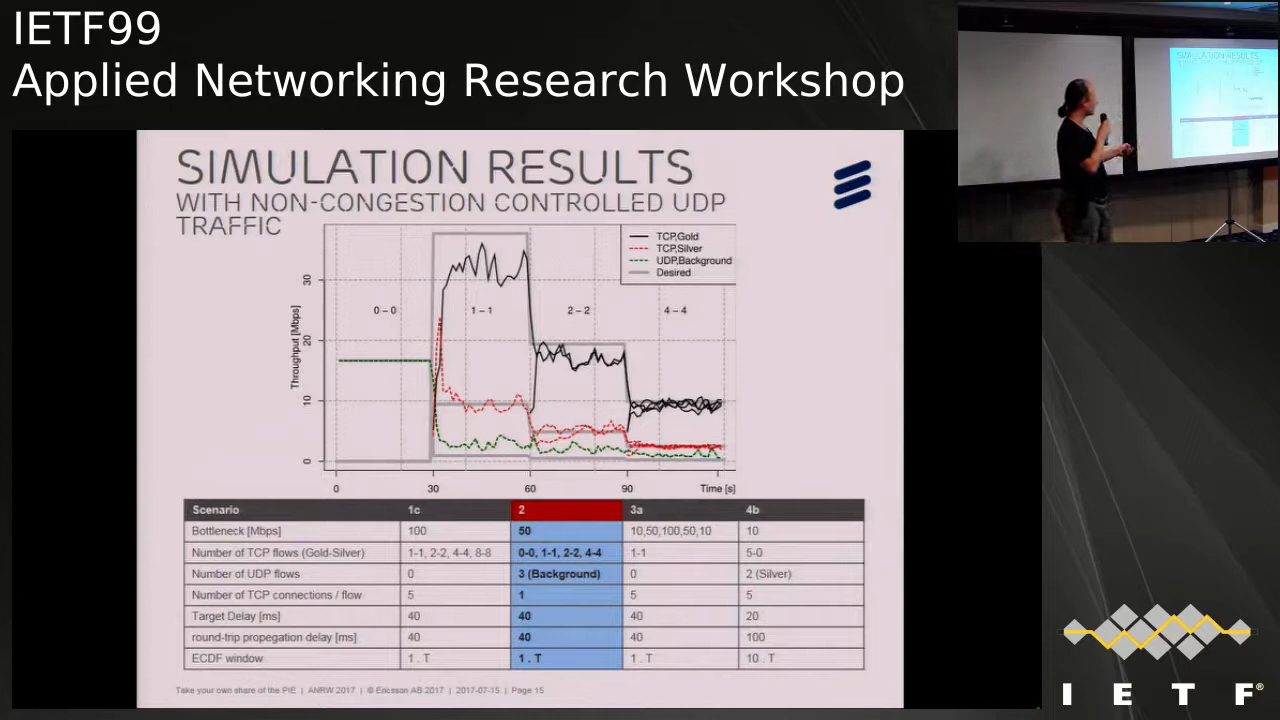 IETF99
Applied Networking Research Workshop
SIMULATION RESULTS
WITH NON-CONGESTION CONTROLLED UDP
TRAFFIC
TCP,Gold
TCP,Silver
UDP,Background
Desired
0 – 0
1 – 1
2 – 2
4 – 4
Throughput [Mbps]
30
20
10
0
0 30 60 90 Time [s]
Scenario 1c 2 3a 4b
Bottleneck [Mbps] 100 50 10,50,100,50,10 10
Number of TCP flows (Gold-Silver) 1-1, 2-2, 4-4, 8-8 0-0, 1-1, 2-2, 4-4 1-1 5-0
Number of UDP flows 0 3 (Background) 0 2 (Silver)
Number of TCP connections / flow 5 1 5 5
Target Delay [ms] 40 40 40 20
round-trip propegation delay [ms] 40 40 40 100
ECDF window 1 . T 1 . T 1 . T 10 . T
Take your own share of the PIE | ANRW 2017 | © Ericsson AB 2017 | 2017-07-15 | Page 15
SIMULATION RESULTS
I E T F®